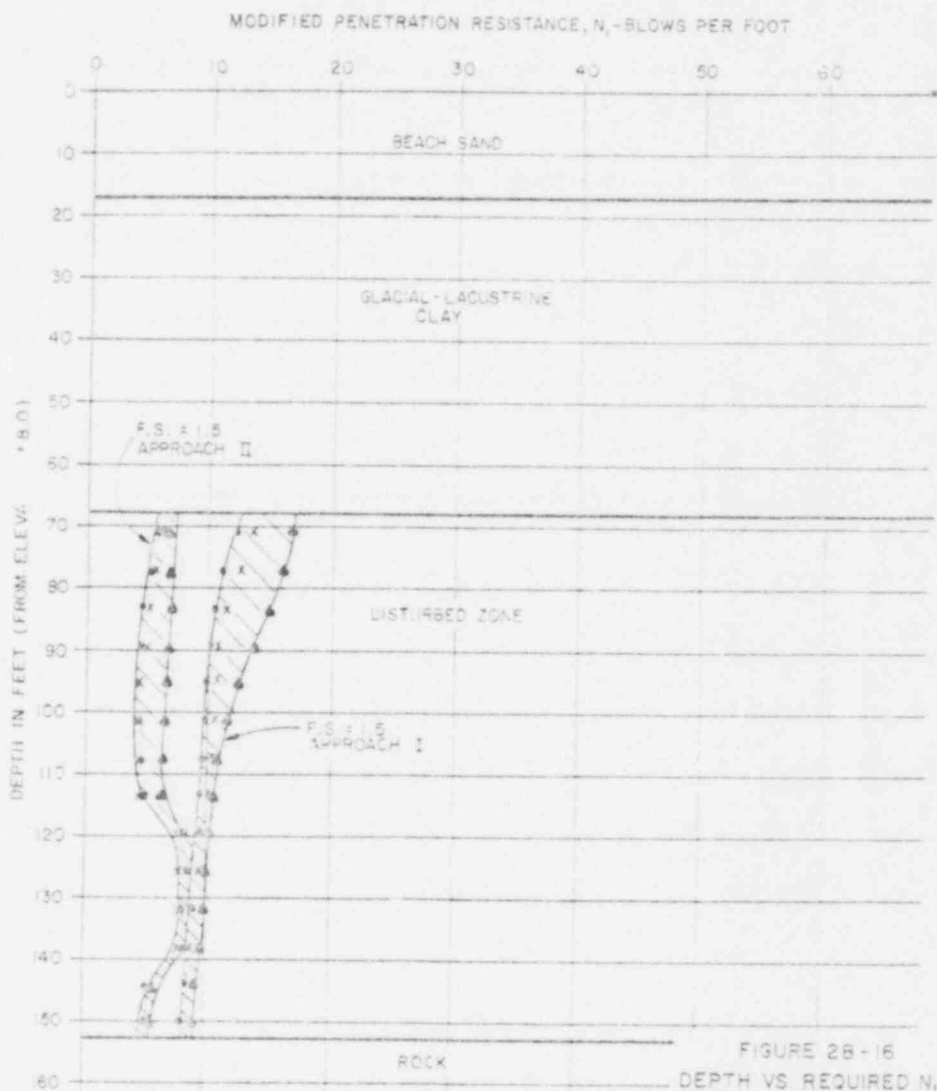 MODIFIED PENETRATION RESISTANCE, N₁-BLOWS PER FOOT
0 10 20 30 40 50 60
0
BEACH SAND
10
20
30
GLACIAL-LACUSTRINE
CLAY
40
50
F.S. = 1.5
APPROACH II
60
DEPTH IN FEET (FROM ELEV. +8.0)
70
80
DISTURBED ZONE
90
100
F.S. = 1.5
APPROACH I
110
120
130
140
150
ROCK
160
FIGURE 2B-16
DEPTH VS REQUIRED N